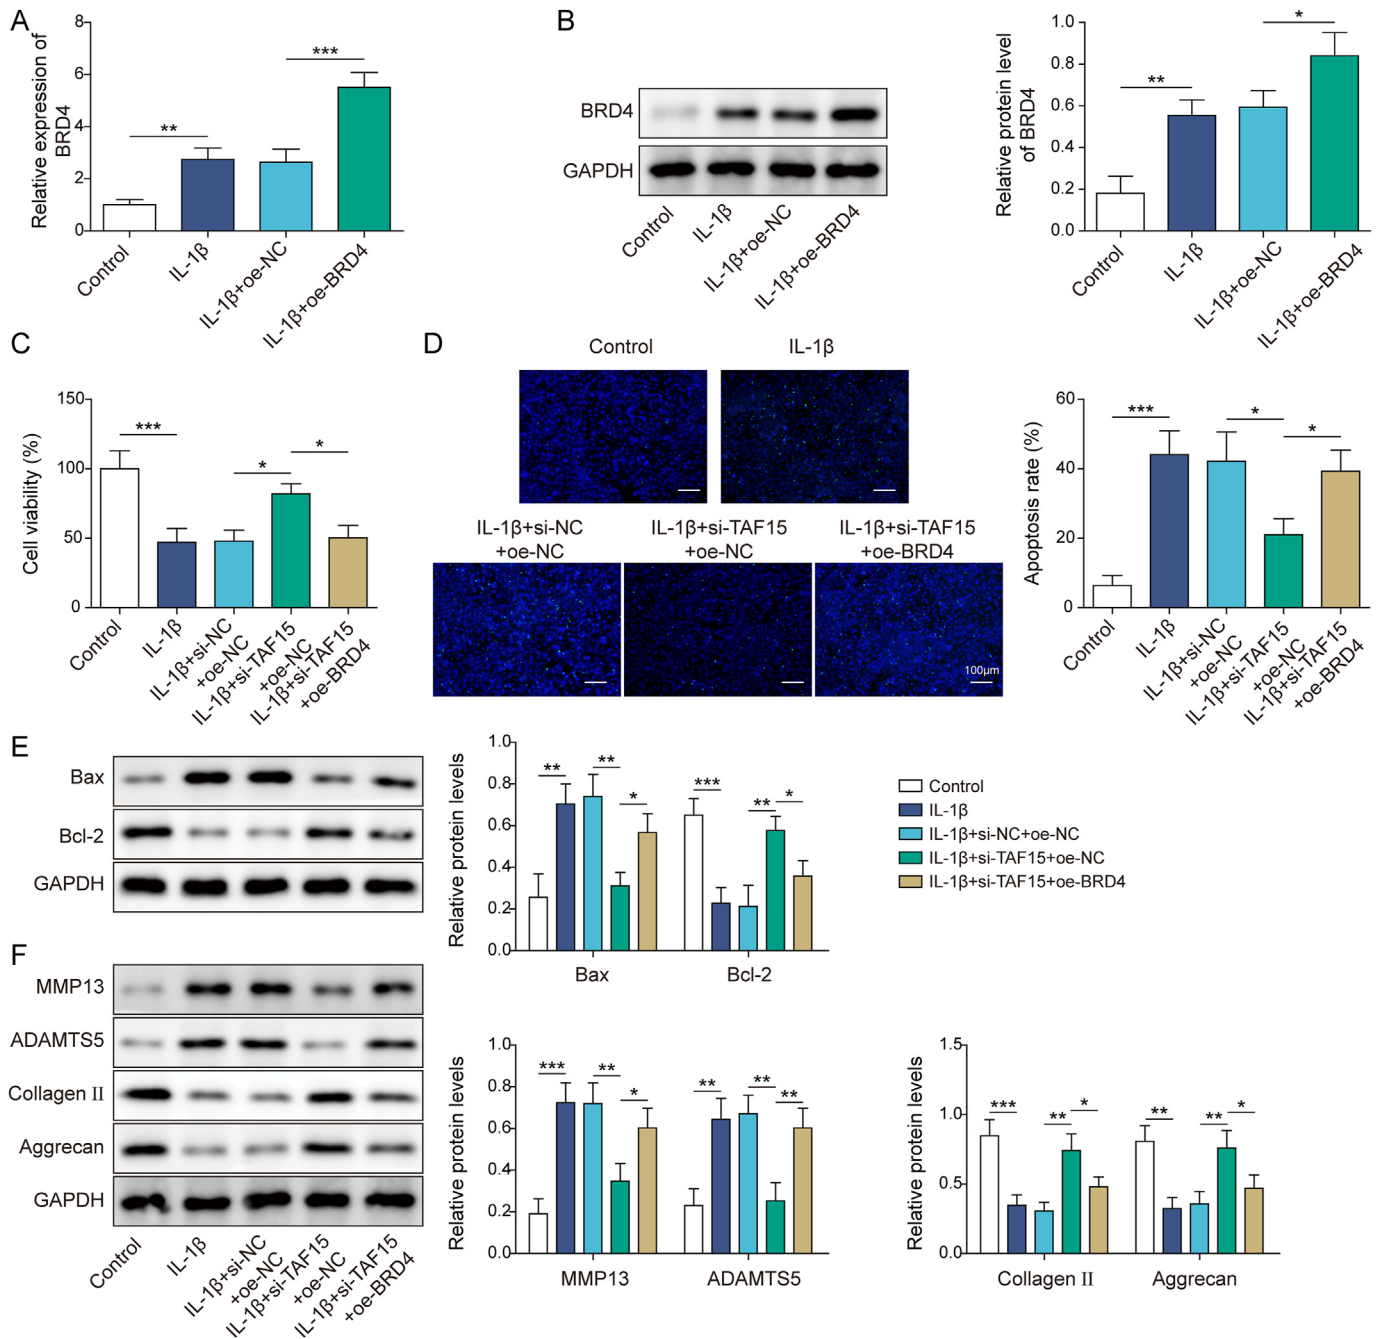 A
Relative expression of
BRD4
8
6
4
2
0
**
***
Control
IL-1β
IL-1β+oe-NC
IL-1β+oe-BRD4
B
BRD4
GAPDH
Control
IL-1β
IL-1β+oe-NC
IL-1β+oe-BRD4
Relative protein level
of BRD4
1.0
0.8
0.6
0.4
0.2
0
**
*
Control
IL-1β
IL-1β+oe-NC
IL-1β+oe-BRD4
C
Cell viability (%)
150
100
50
0
***
*
*
Control
IL-1β
IL-1β+si-NC
+oe-NC
IL-1β+si-TAF15
+oe-NC
IL-1β+si-TAF15
+oe-BRD4
D
Control
IL-1β
IL-1β+si-NC
+oe-NC
IL-1β+si-TAF15
+oe-NC
IL-1β+si-TAF15
+oe-BRD4
100μm
Apoptosis rate (%)
60
40
20
0
***
*
*
Control
IL-1β
IL-1β+si-NC
+oe-NC
IL-1β+si-TAF15
+oe-NC
IL-1β+si-TAF15
+oe-BRD4
E
Bax
Bcl-2
GAPDH
Relative protein levels
1.0
0.8
0.6
0.4
0.2
0.0
**
**
*
***
**
*
Bax
Bcl-2
Control
IL-1β
IL-1β+si-NC+oe-NC
IL-1β+si-TAF15+oe-NC
IL-1β+si-TAF15+oe-BRD4
F
MMP13
ADAMTS5
Collagen II
Aggrecan
GAPDH
Control
IL-1β
IL-1β+si-NC
+oe-NC
IL-1β+si-TAF15
+oe-NC
IL-1β+si-TAF15
+oe-BRD4
Relative protein levels
1.0
0.8
0.6
0.4
0.2
0.0
***
**
*
**
**
**
MMP13
ADAMTS5
Relative protein levels
1.5
1.0
0.5
0.0
***
**
*
**
**
*
Collagen II
Aggrecan